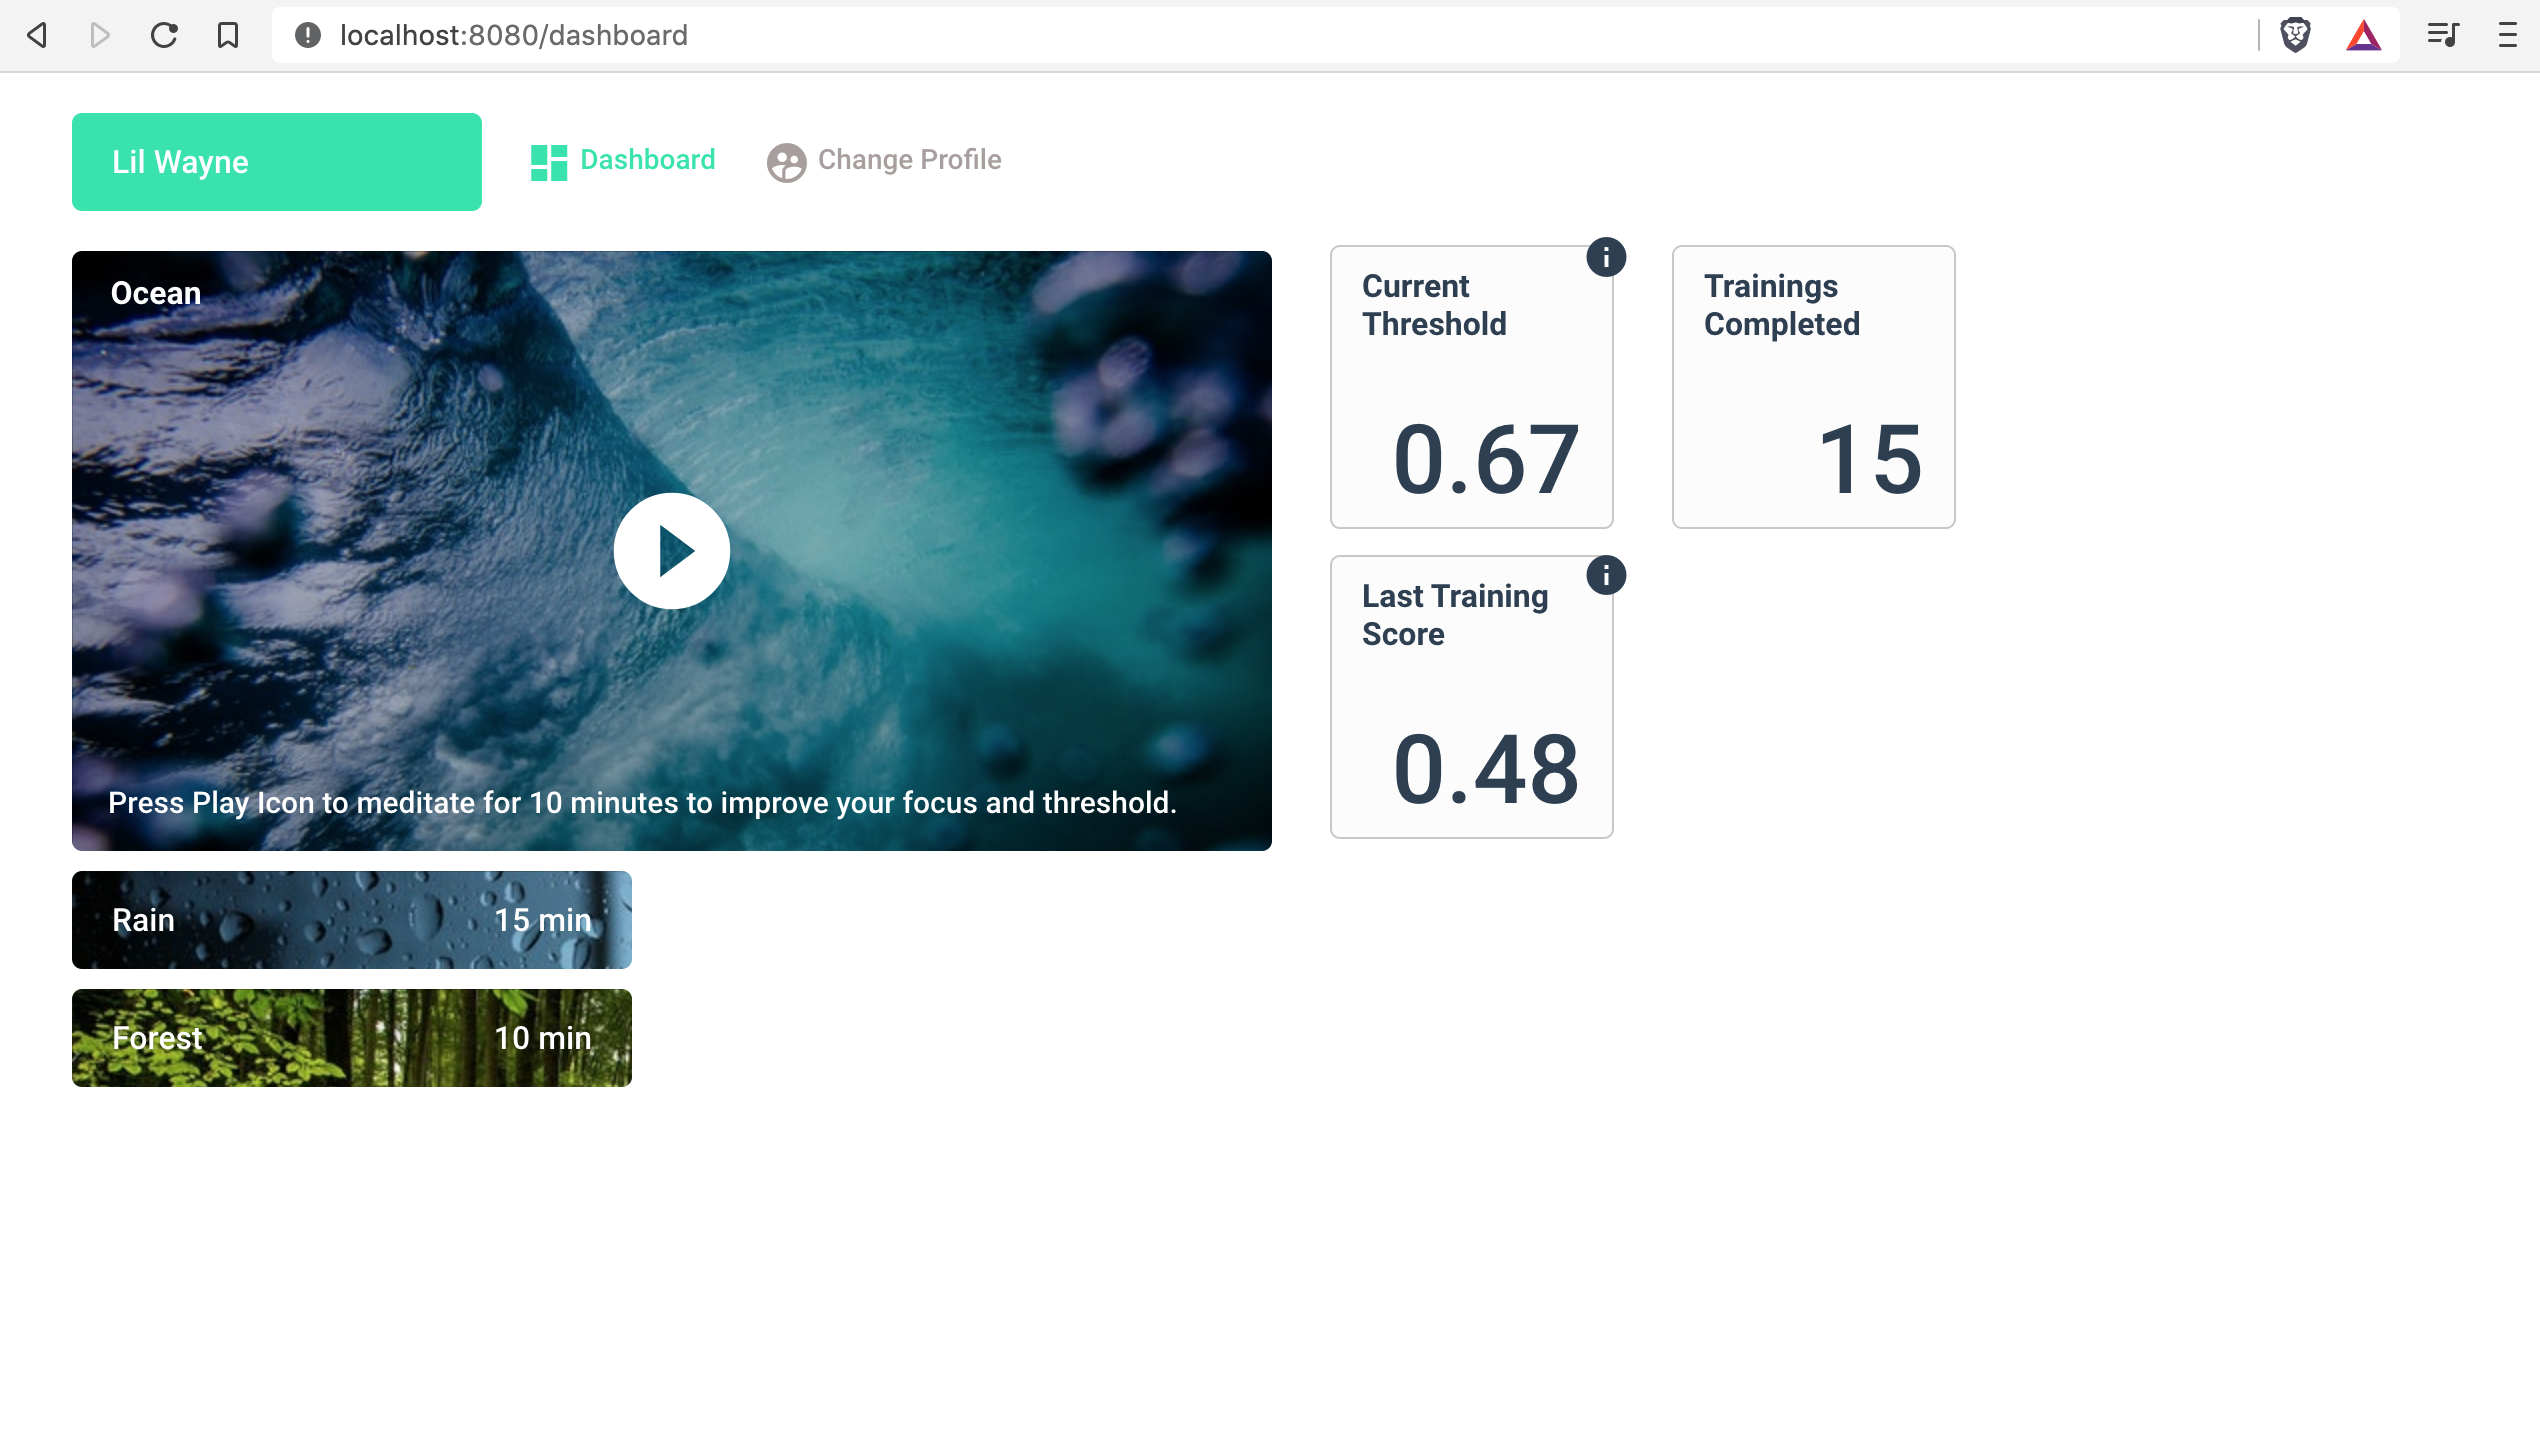 localhost:8080/dashboard
Lil Wayne
Dashboard
Change Profile
Ocean
Press Play Icon to meditate for 10 minutes to improve your focus and threshold.
Current
Threshold
0.67
Trainings
Completed
15
Last Training
Score
0.48
Rain
15 min
Forest
10 min